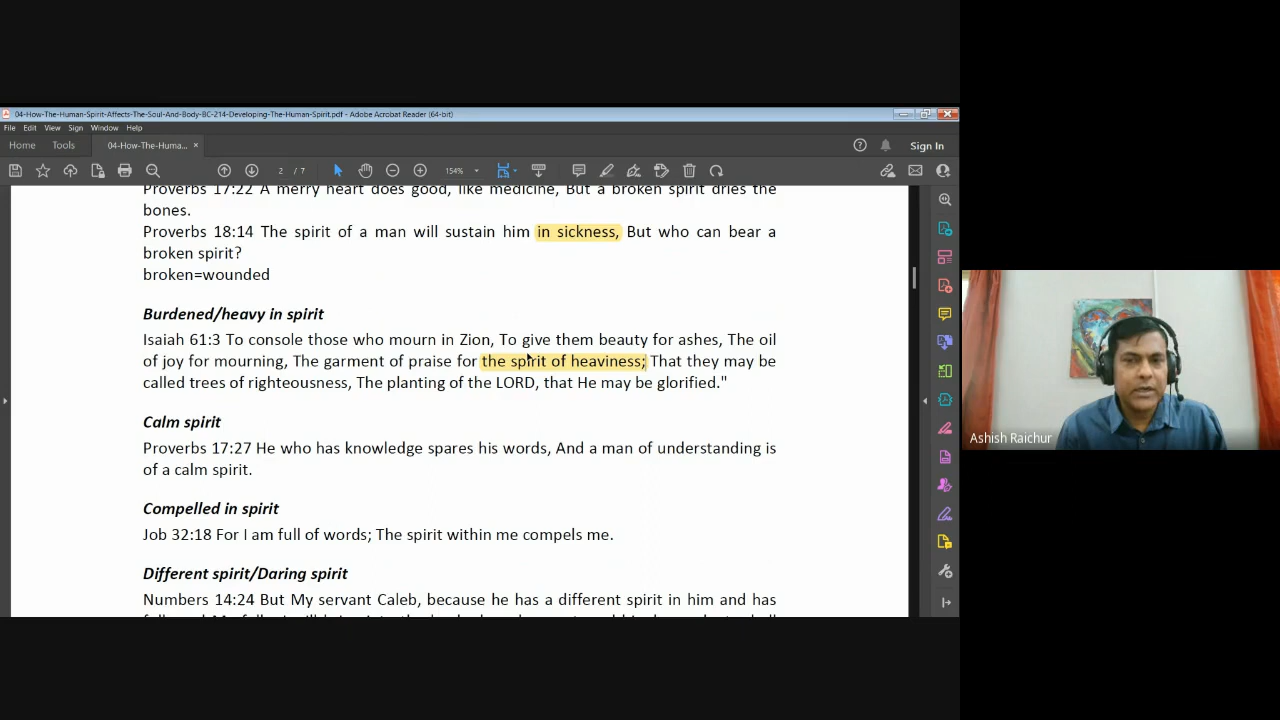 04-How-The-Human-Spirit-Affects-The-Soul-And-Body-BC-214-Developing-The-Human-Spirit.pdf - Adobe Acrobat Reader (64-bit)
File Edit View Sign Window Help
Home Tools 04-How-The-Huma... × Sign In
2 / 7 154%
Proverbs 17:22 A merry heart does good, like medicine, But a broken spirit dries the
bones.
Proverbs 18:14 The spirit of a man will sustain him in sickness, But who can bear a
broken spirit?
broken=wounded
Burdened/heavy in spirit
Isaiah 61:3 To console those who mourn in Zion, To give them beauty for ashes, The oil
of joy for mourning, The garment of praise for the spirit of heaviness; That they may be
called trees of righteousness, The planting of the LORD, that He may be glorified."
Calm spirit
Proverbs 17:27 He who has knowledge spares his words, And a man of understanding is
of a calm spirit.
Compelled in spirit
Job 32:18 For I am full of words; The spirit within me compels me.
Different spirit/Daring spirit
Numbers 14:24 But My servant Caleb, because he has a different spirit in him and has
Ashish Raichur